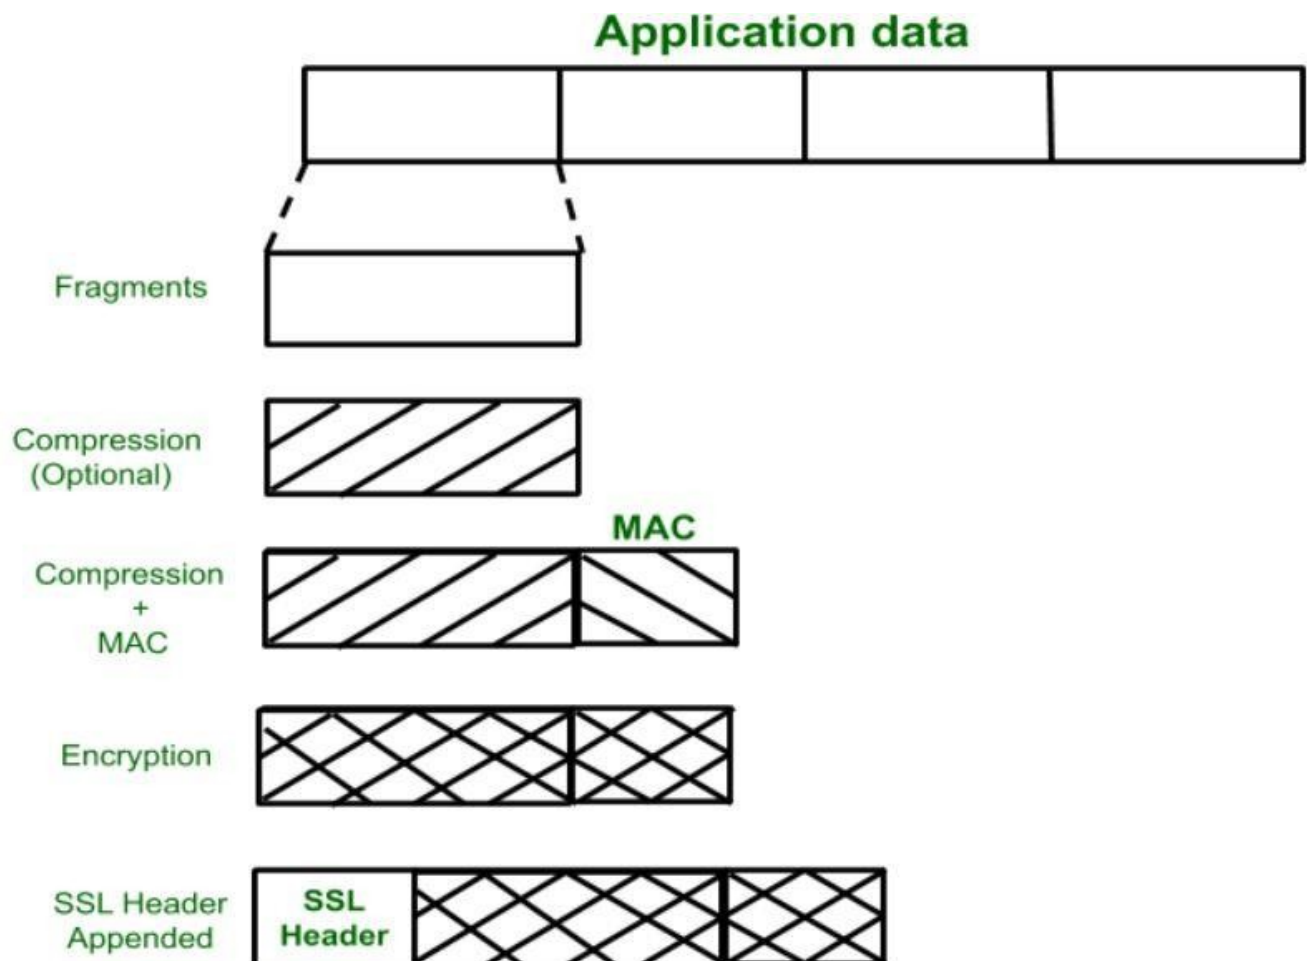 Application data
Fragments
Compression
(Optional)
MAC
Compression
+
MAC
Encryption
SSL Header
Appended
SSL
Header